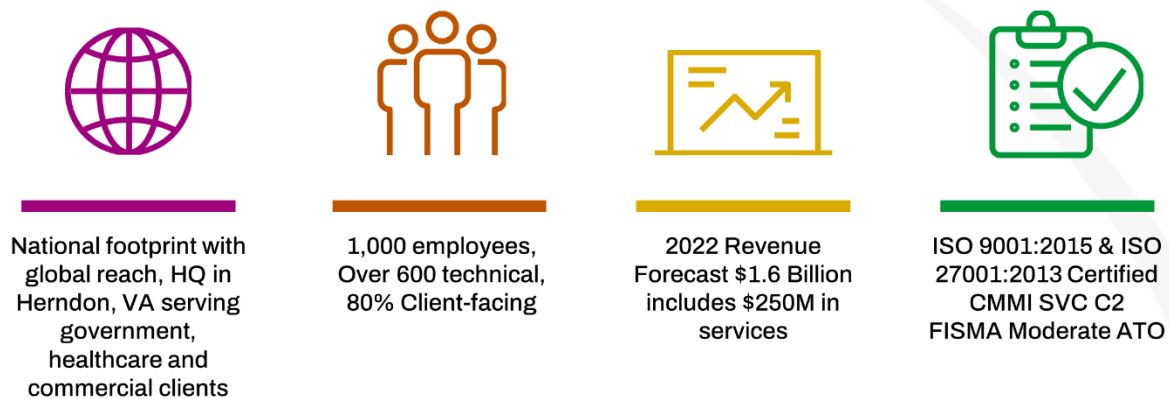 National footprint with
global reach, HQ in
Herndon, VA serving
government,
healthcare and
commercial clients
1,000 employees,
Over 600 technical,
80% Client-facing
2022 Revenue
Forecast $1.6 Billion
includes $250M in
services
ISO 9001:2015 & ISO
27001:2013 Certified
CMMI SVC C2
FISMA Moderate ATO